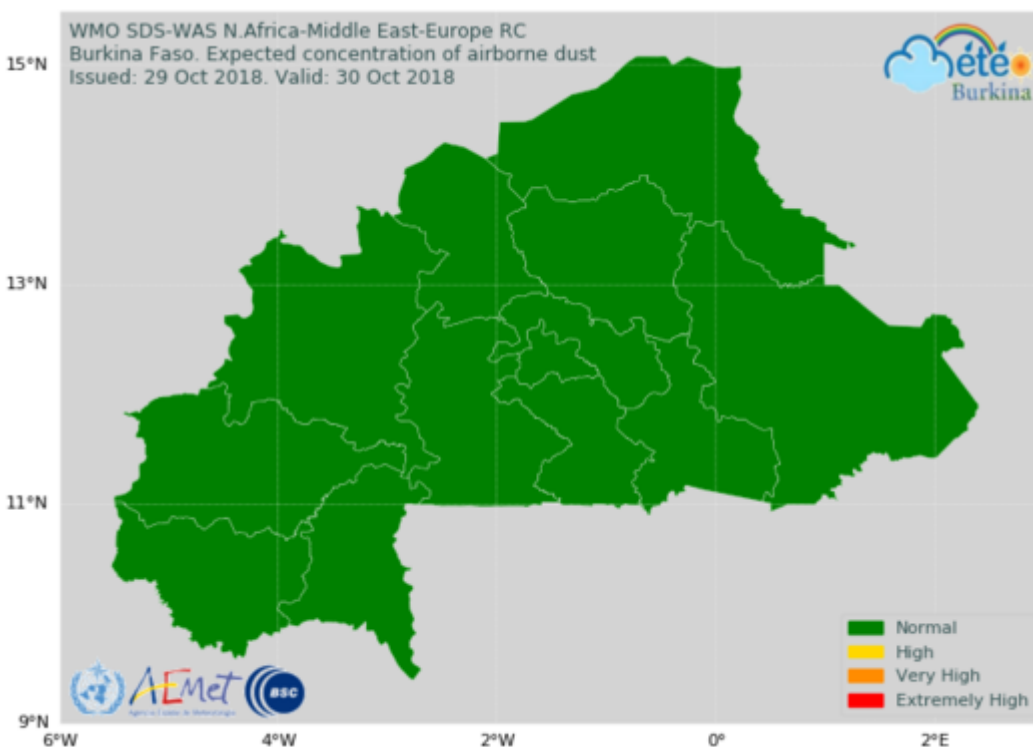 WMO SDS-WAS N.Africa-Middle East-Europe RC
Burkina Faso. Expected concentration of airborne dust
Issued: 29 Oct 2018. Valid: 30 Oct 2018
étéo
Burkina
15°N
13°N
11°N
9°N
Normal
High
Very High
Extremely High
AEMet
BSC
6°W 4°W 2°W 0° 2°E